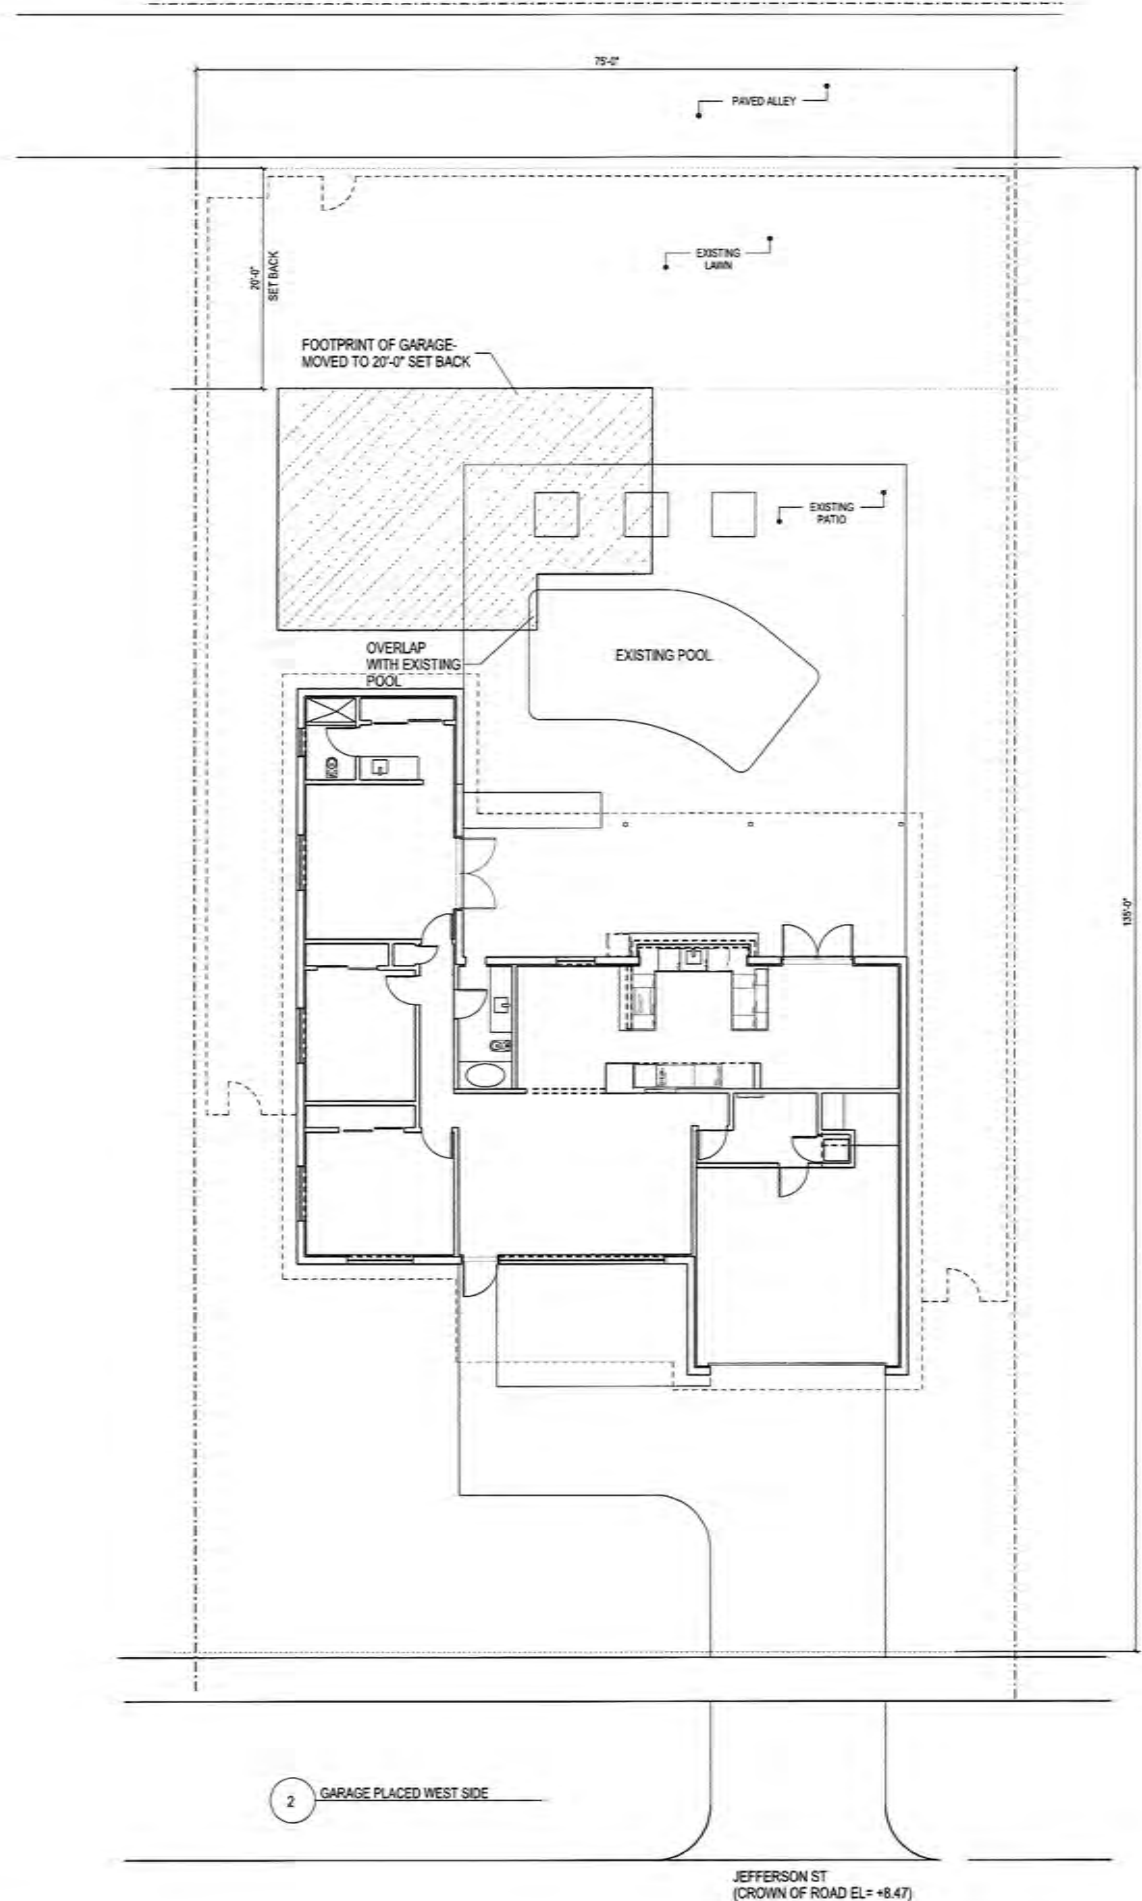 75'-0"
PAVED ALLEY
EXISTING
LAWN
20'-0"
SET BACK
FOOTPRINT OF GARAGE-
MOVED TO 20'-0" SET BACK
EXISTING
PATIO
OVERLAP
WITH EXISTING
POOL
EXISTING POOL
135'-0"
2
GARAGE PLACED WEST SIDE
JEFFERSON ST
(CROWN OF ROAD EL= +8.47)